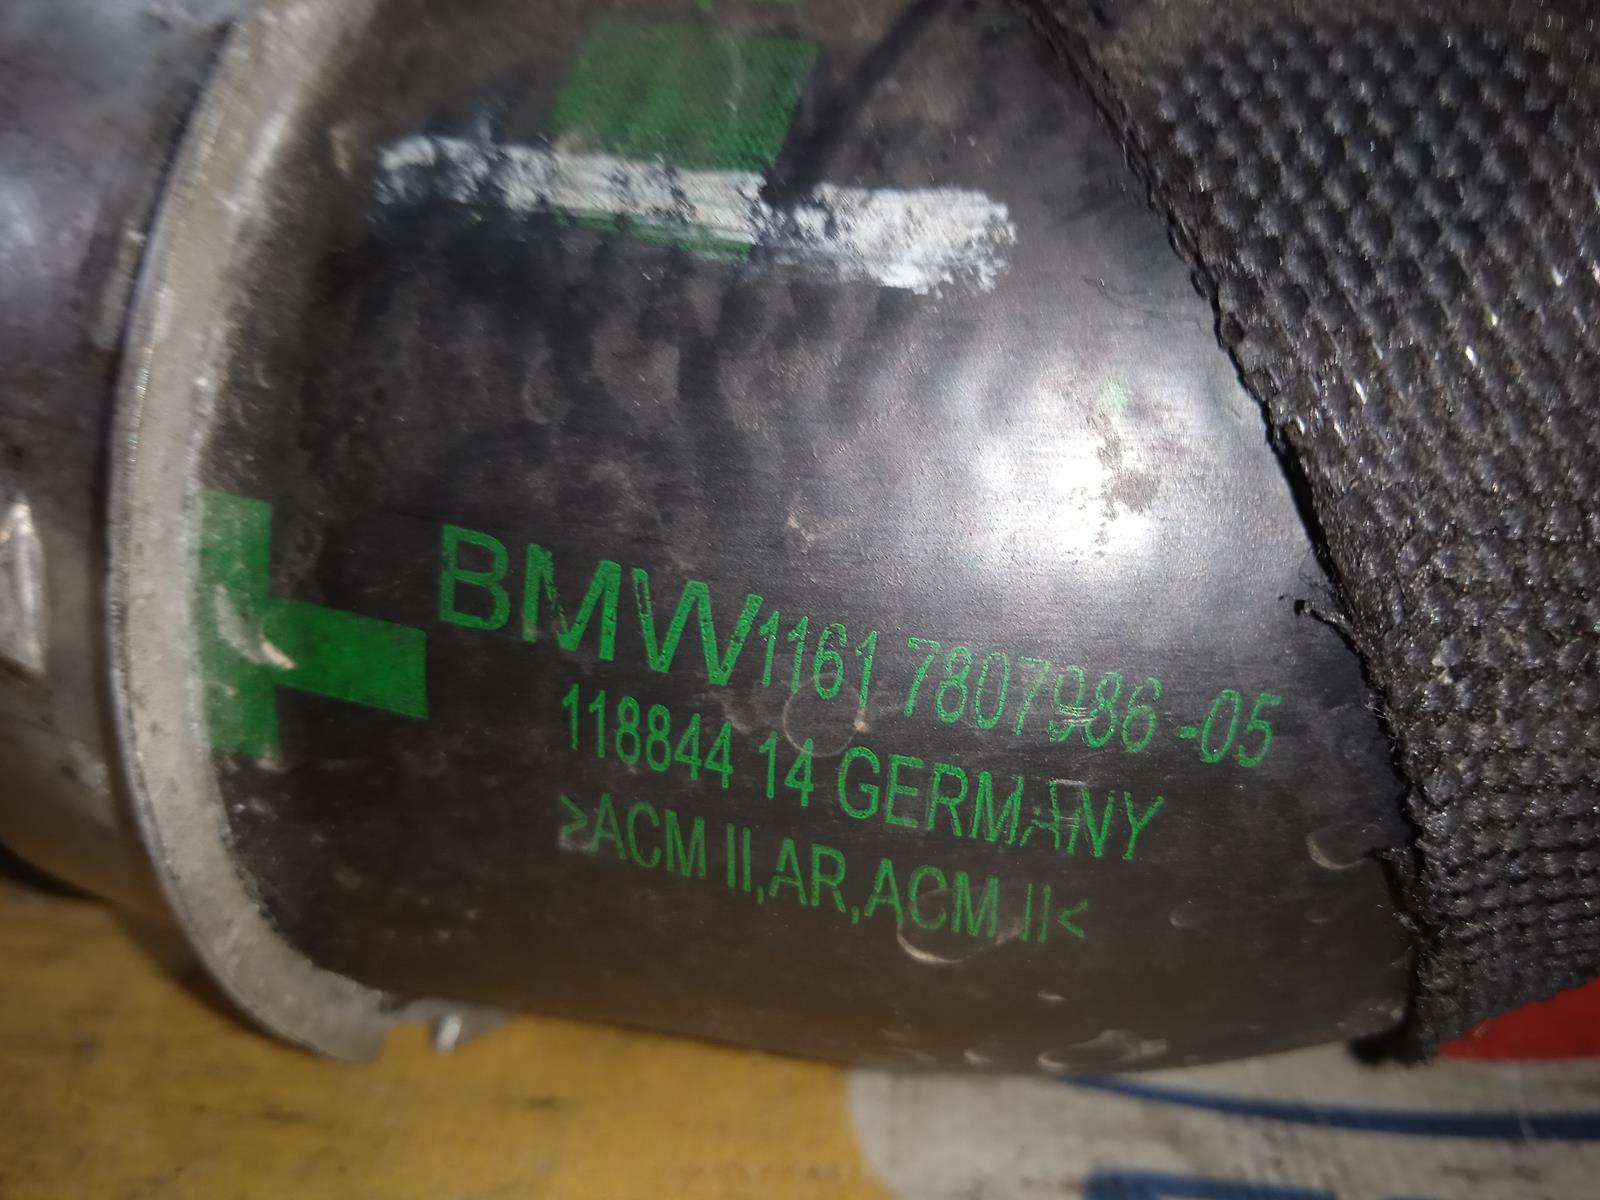 BMW 1161 7807986 -05
118844 14 GERMANY
>ACM II,AR,ACM II<